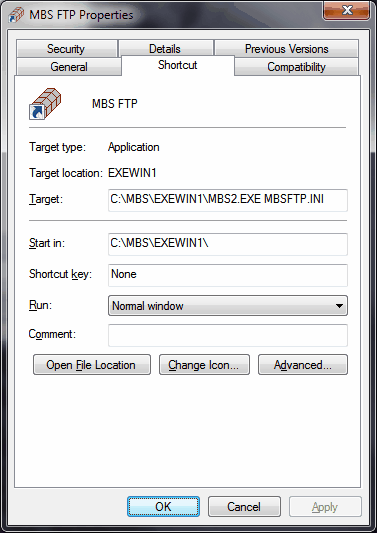 MBS FTP Properties
Security Details Previous Versions
General Shortcut Compatibility
MBS FTP
Target type: Application
Target location: EXEWIN1
Target: C:\MBS\EXEWIN1\MBS2.EXE MBSFTP.INI
Start in: C:\MBS\EXEWIN1\
Shortcut key: None
Run: Normal window
Comment:
Open File Location Change Icon... Advanced...
OK Cancel Apply